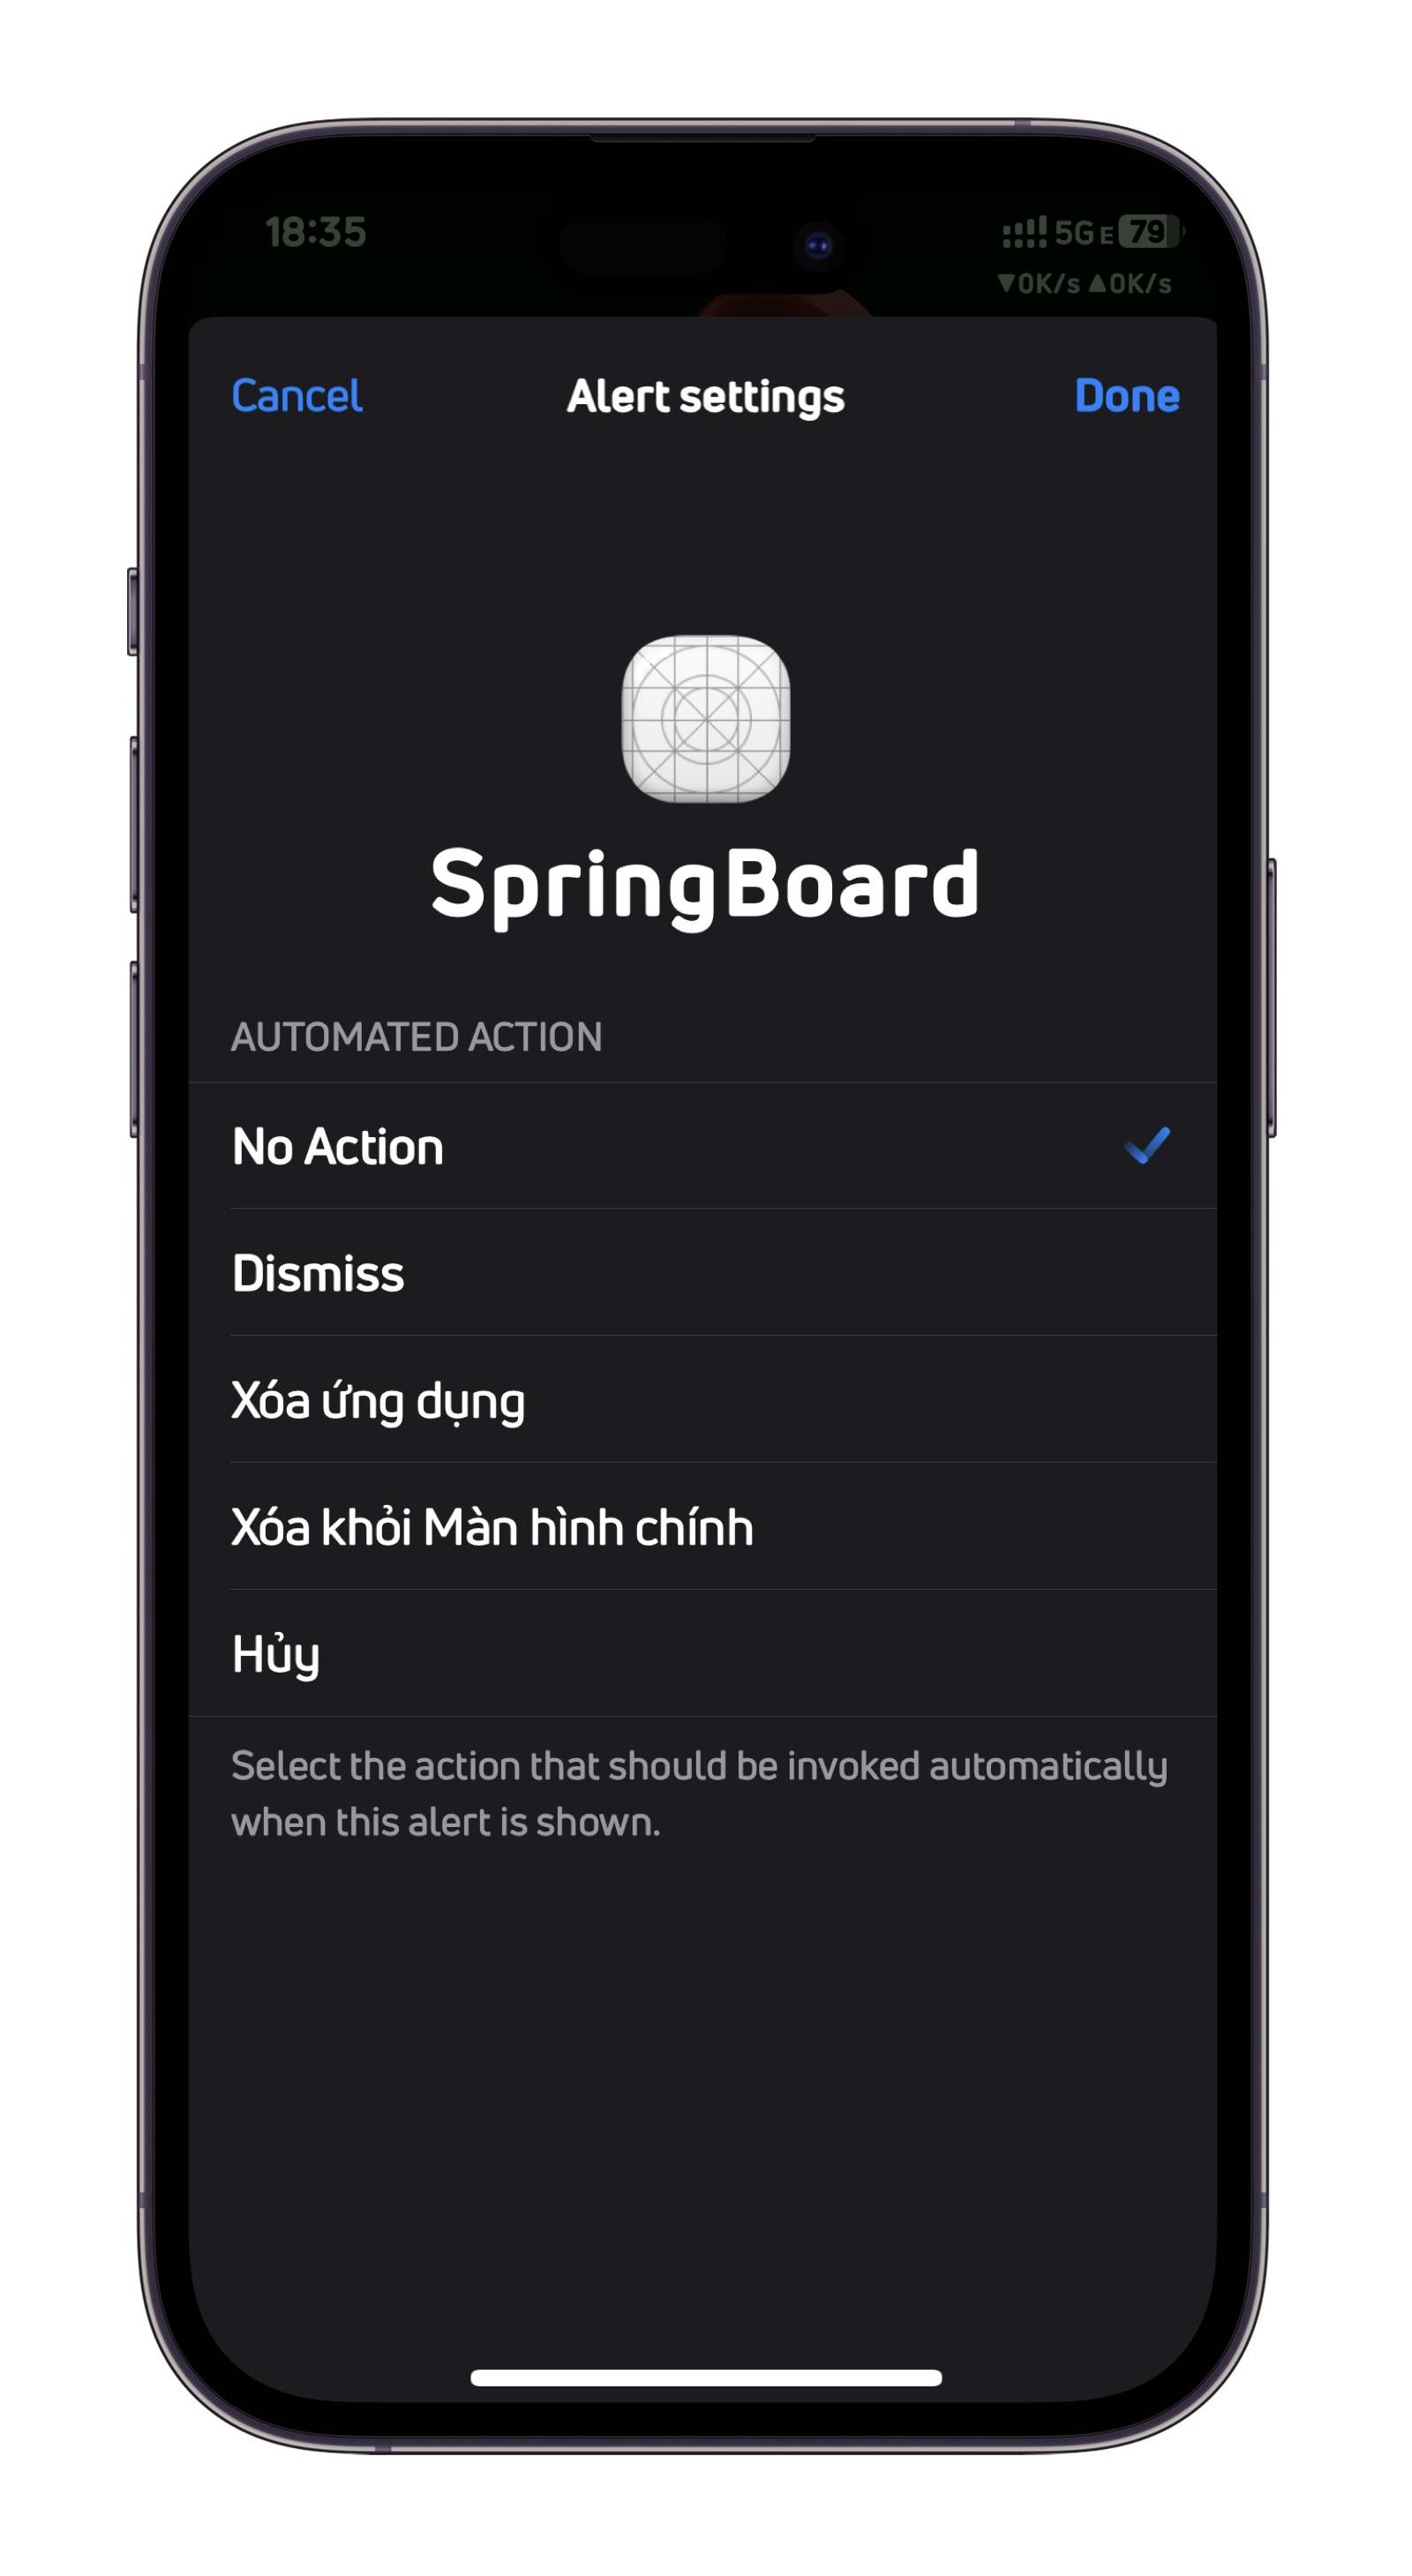 18:35
5G E 79
▼0K/s ▲0K/s
Cancel
Alert settings
Done
SpringBoard
AUTOMATED ACTION
No Action
Dismiss
Xóa ứng dụng
Xóa khỏi Màn hình chính
Hủy
Select the action that should be invoked automatically
when this alert is shown.